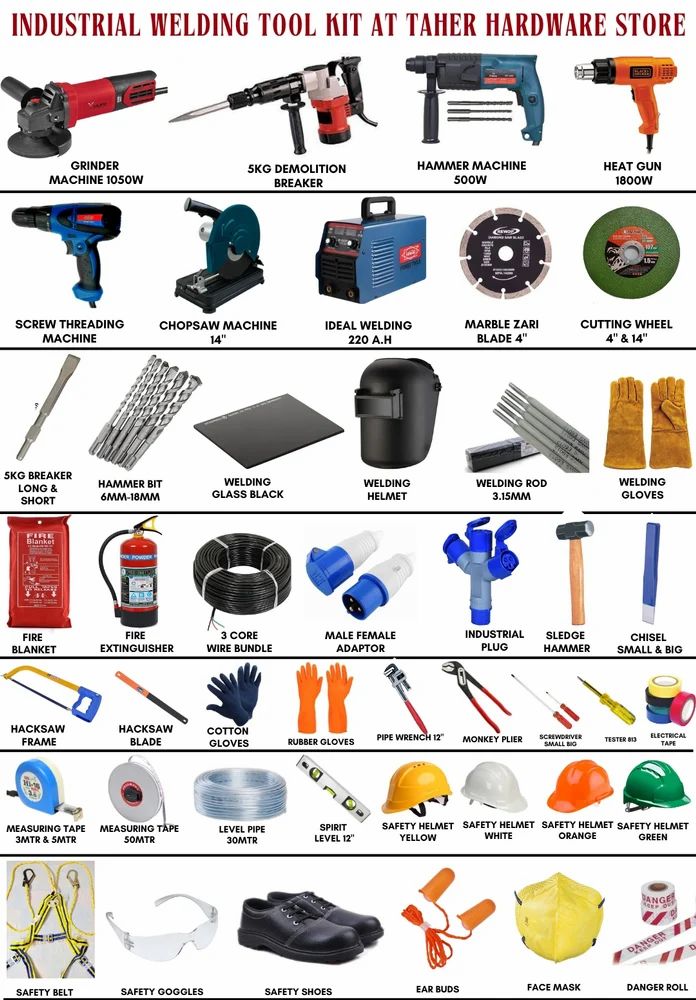 INDUSTRIAL WELDING TOOL KIT AT TAHER HARDWARE STORE
GRINDER
MACHINE 1050W
5KG DEMOLITION
BREAKER
HAMMER MACHINE
500W
HEAT GUN
1800W
SCREW THREADING
MACHINE
CHOPSAW MACHINE
14"
IDEAL WELDING
220 A.H
MARBLE ZARI
BLADE 4"
CUTTING WHEEL
4" & 14"
5KG BREAKER
LONG &
SHORT
HAMMER BIT
6MM-18MM
WELDING
GLASS BLACK
WELDING
HELMET
WELDING ROD
3.15MM
WELDING
GLOVES
FIRE
Blanket
FIRE
BLANKET
FIRE
EXTINGUISHER
3 CORE
WIRE BUNDLE
MALE FEMALE
ADAPTOR
INDUSTRIAL
PLUG
SLEDGE
HAMMER
CHISEL
SMALL & BIG
HACKSAW
FRAME
HACKSAW
BLADE
COTTON
GLOVES
RUBBER GLOVES
PIPE WRENCH 12"
MONKEY PLIER
SCREWDRIVER
SMALL BIG
TESTER 813
ELECTRICAL
TAPE
MEASURING TAPE
3MTR & 5MTR
MEASURING TAPE
50MTR
LEVEL PIPE
30MTR
SPIRIT
LEVEL 12"
SAFETY HELMET
YELLOW
SAFETY HELMET
WHITE
SAFETY HELMET
ORANGE
SAFETY HELMET
GREEN
DANGER
KEEP OUT
DANGER
KEEP OUT
SAFETY BELT
SAFETY GOGGLES
SAFETY SHOES
EAR BUDS
FACE MASK
DANGER ROLL